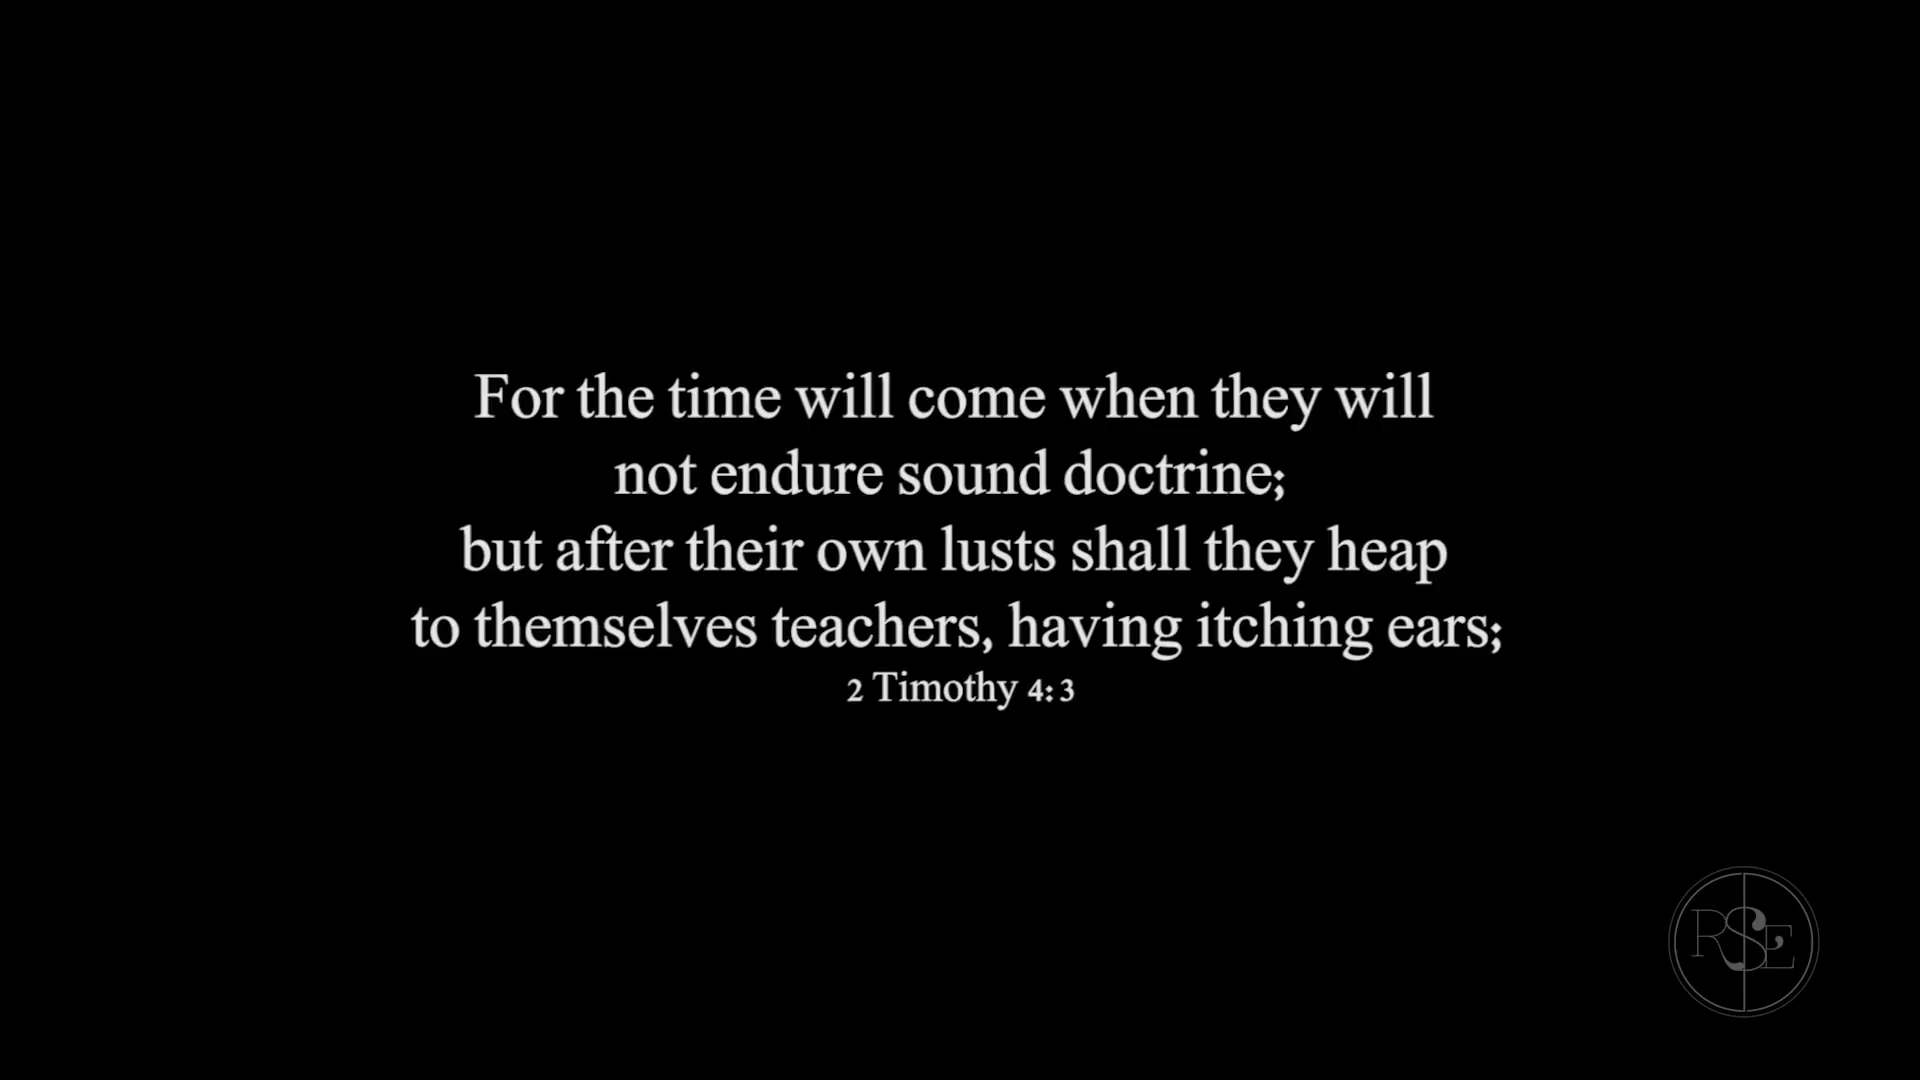 For the time will come when they will
not endure sound doctrine;
but after their own lusts shall they heap
to themselves teachers, having itching ears;
2 Timothy 4:3
RSE